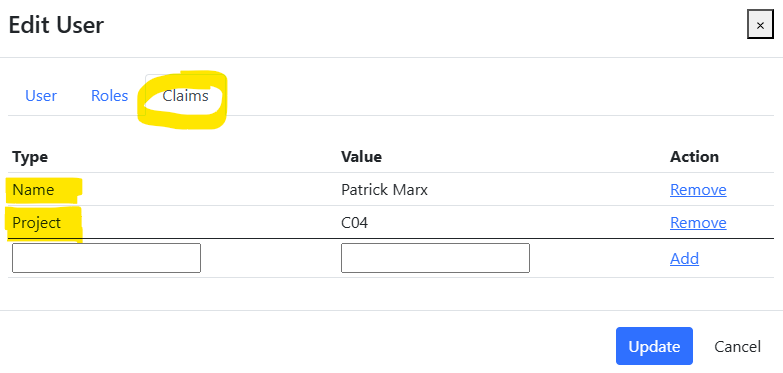 Edit User
×
User Roles Claims
Type Value Action
Name Patrick Marx Remove
Project C04 Remove
Add
Update Cancel